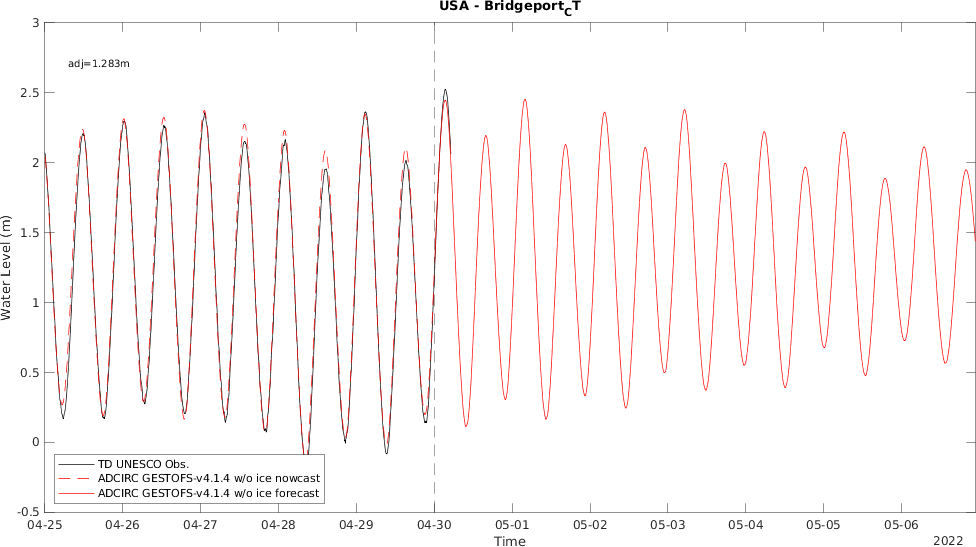 USA - Bridgeport_CT
3
adj=1.283m
2.5
2
1.5
1
0.5
0
-0.5
Water Level (m)
TD UNESCO Obs.
ADCIRC GESTOFS-v4.1.4 w/o ice nowcast
ADCIRC GESTOFS-v4.1.4 w/o ice forecast
04-25 04-26 04-27 04-28 04-29 04-30 05-01 05-02 05-03 05-04 05-05 05-06
Time
2022